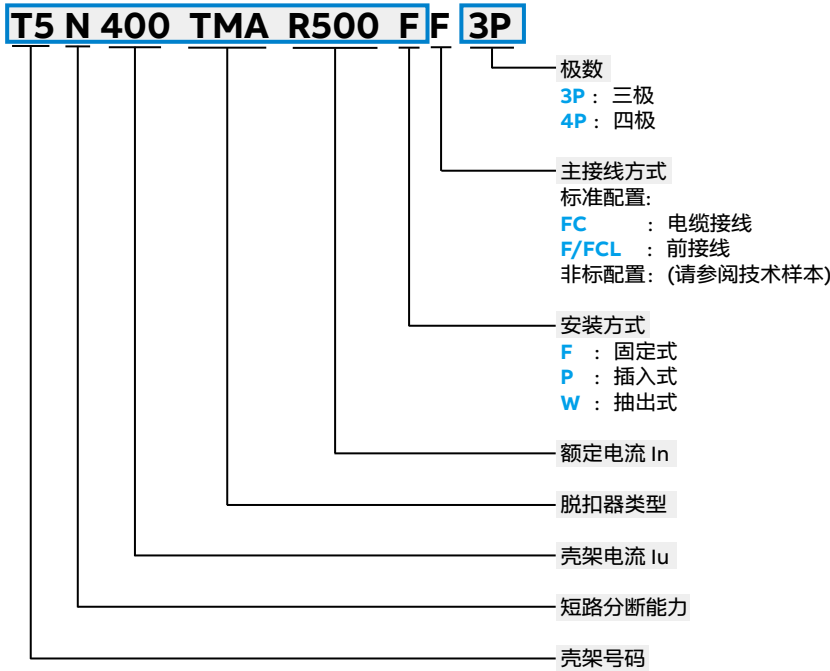 T5 N 400 TMA R500 F F 3P
极数
3P : 三极
4P : 四极
主接线方式
标准配置:
FC : 电缆接线
F/FCL : 前接线
非标配置: (请参阅技术样本)
安装方式
F : 固定式
P : 插入式
W : 抽出式
额定电流 In
脱扣器类型
壳架电流 Iu
短路分断能力
壳架号码